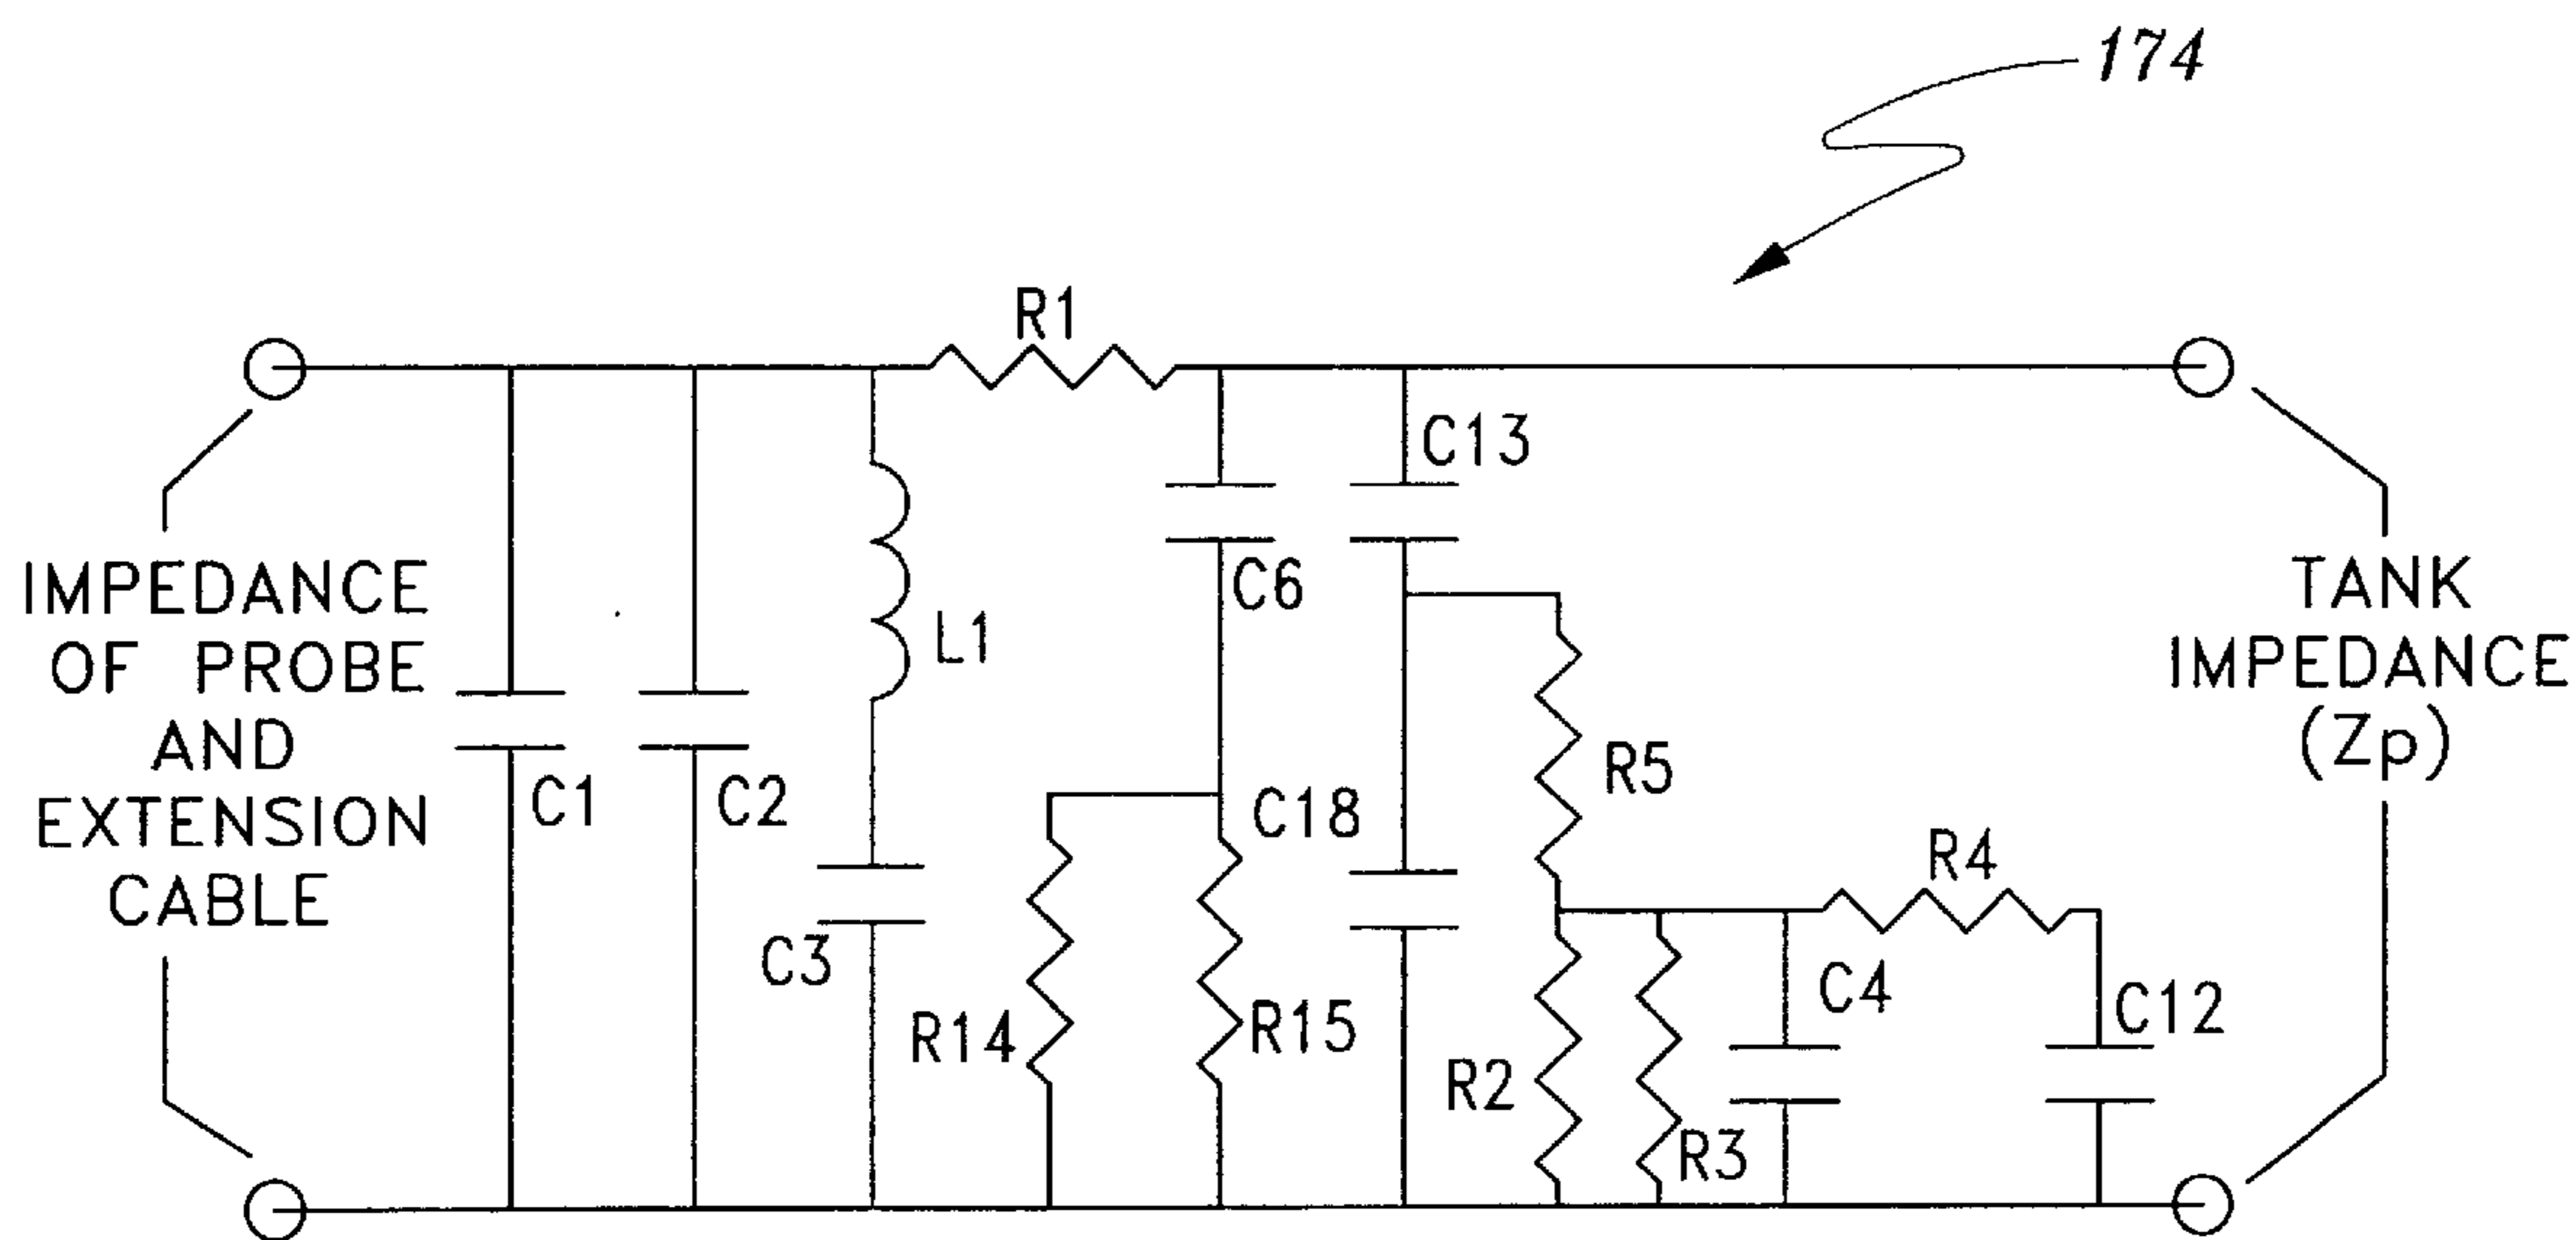 174
R1
C13
C6
IMPEDANCE
OF PROBE
AND
EXTENSION
CABLE
L1
TANK
IMPEDANCE
(Zp)
C1
C2
C18
R5
R4
C3
C4
C12
R14
R15
R2
R3